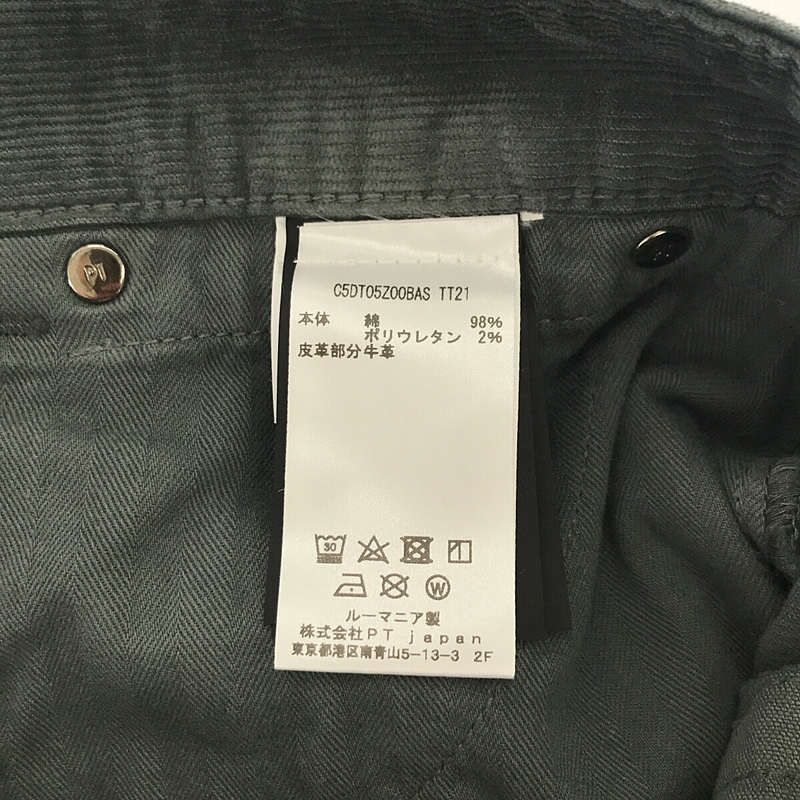 PT
C5DT05Z00BAS TT21
本体 綿 98%
ポリウレタン 2%
皮革部分牛革
30
W
ルーマニア製
株式会社PT japan
東京都港区南青山5-13-3 2F